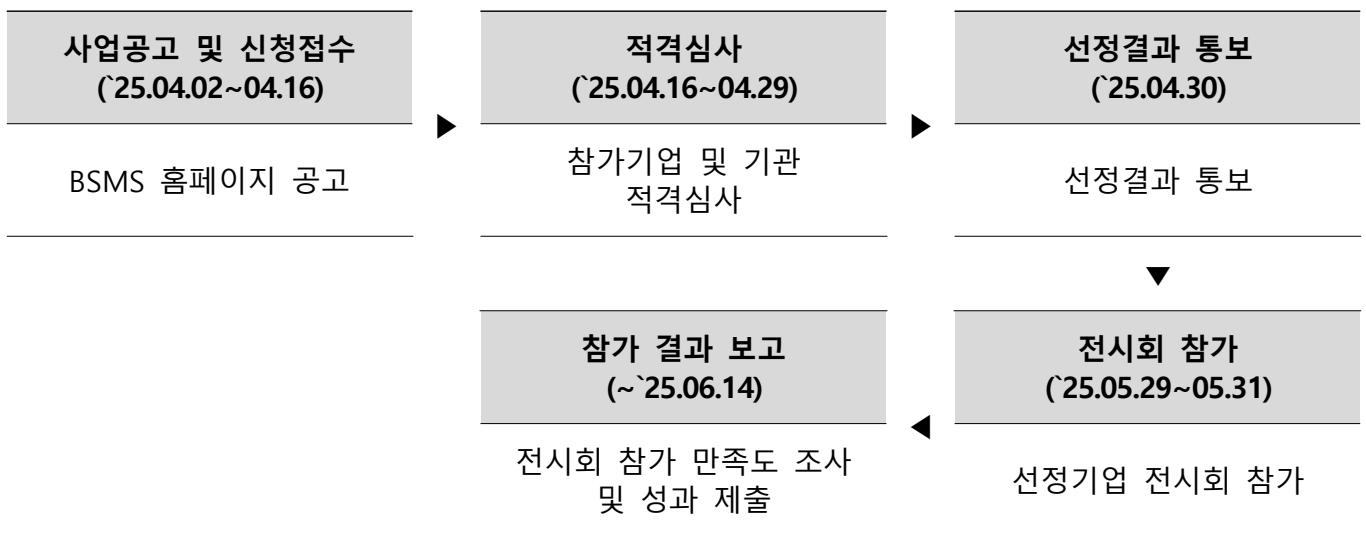 사업공고 및 신청접수
(`25.04.02~04.16)
BSMS 홈페이지 공고
적격심사
(`25.04.16~04.29)
참가기업 및 기관
적격심사
선정결과 통보
(`25.04.30)
선정결과 통보
전시회 참가
(`25.05.29~05.31)
선정기업 전시회 참가
참가 결과 보고
(~`25.06.14)
전시회 참가 만족도 조사
및 성과 제출